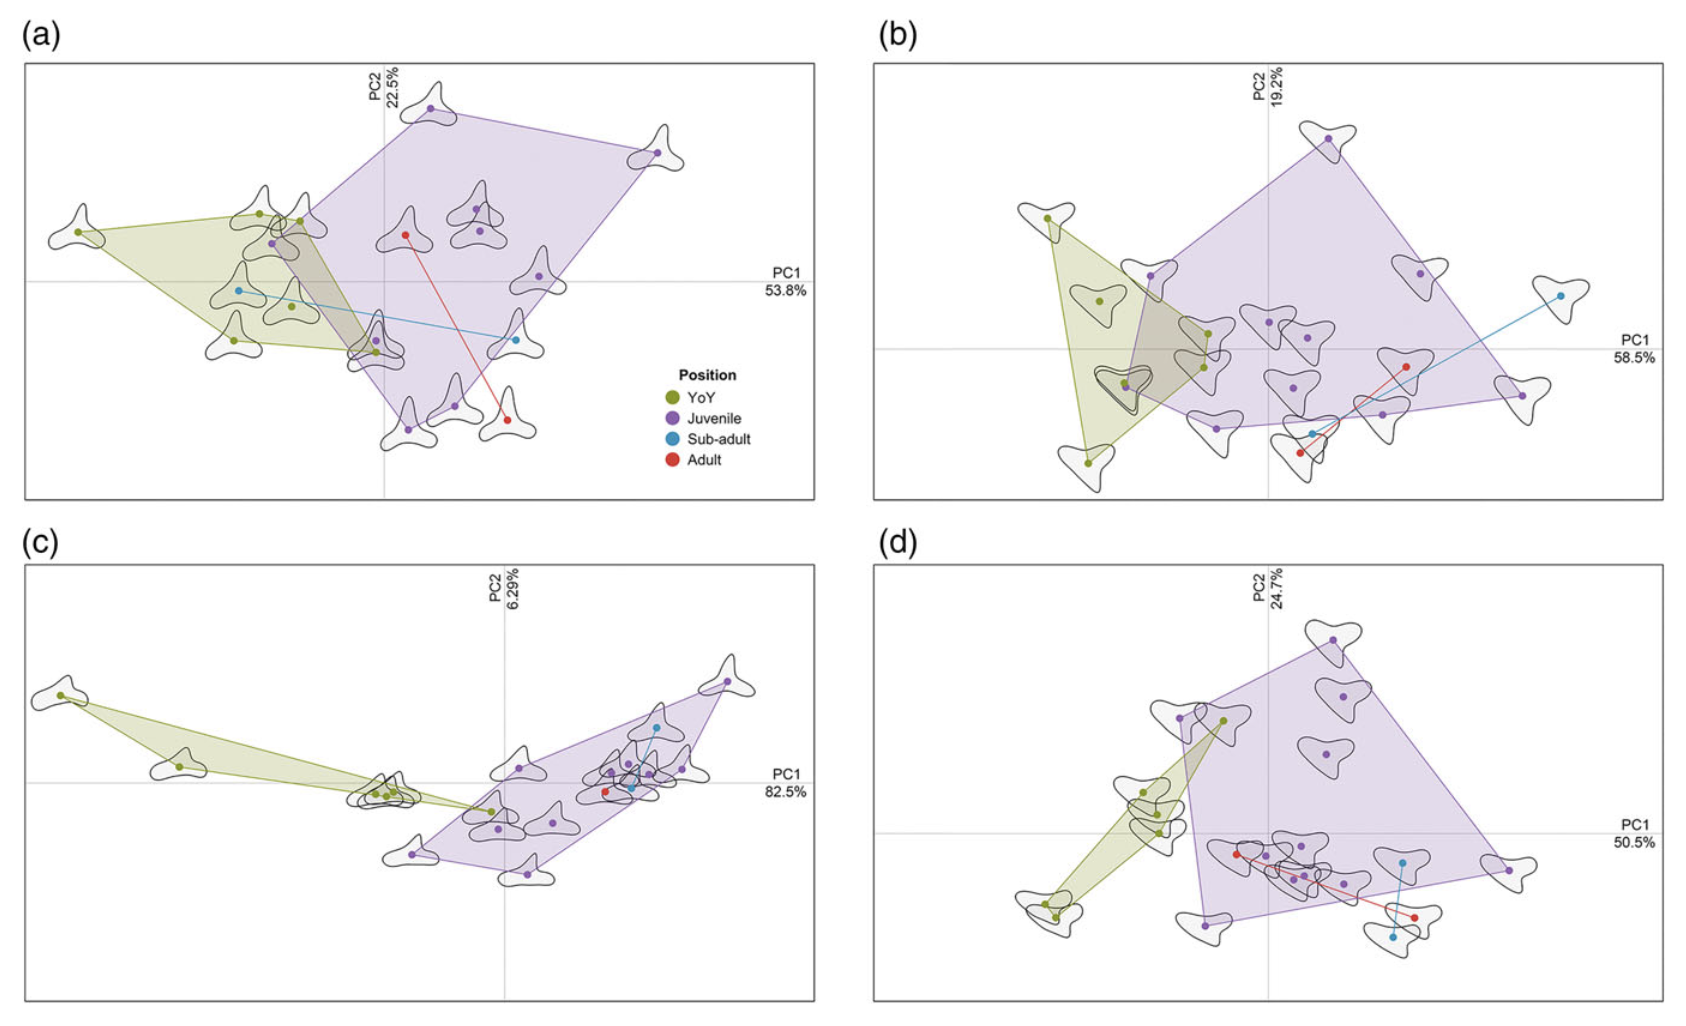 (a)
PC2
22.5%
PC1
53.8%
Position
YoY
Juvenile
Sub-adult
Adult
(b)
PC2
19.2%
PC1
58.5%
(c)
PC2
6.29%
PC1
82.5%
(d)
PC2
24.7%
PC1
50.5%